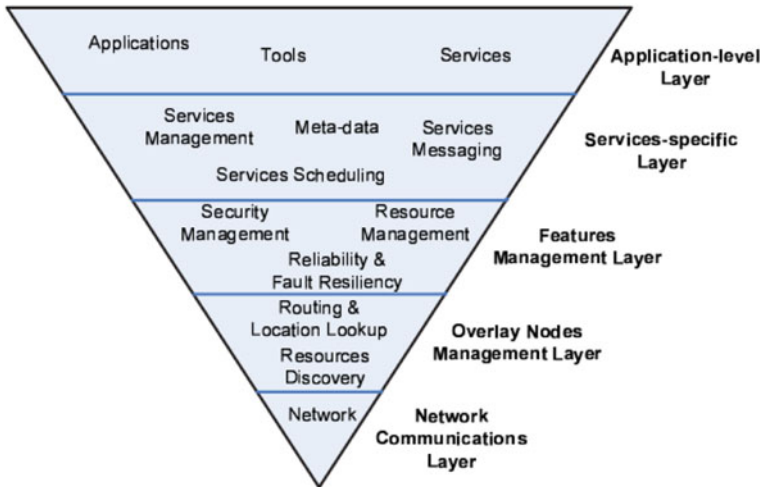 Applications
Tools
Services
Application-level
Layer
Services
Management
Meta-data
Services
Messaging
Services Scheduling
Services-specific
Layer
Security
Management
Resource
Management
Reliability &
Fault Resiliency
Features
Management Layer
Routing &
Location Lookup
Resources
Discovery
Overlay Nodes
Management Layer
Network
Network
Communications
Layer